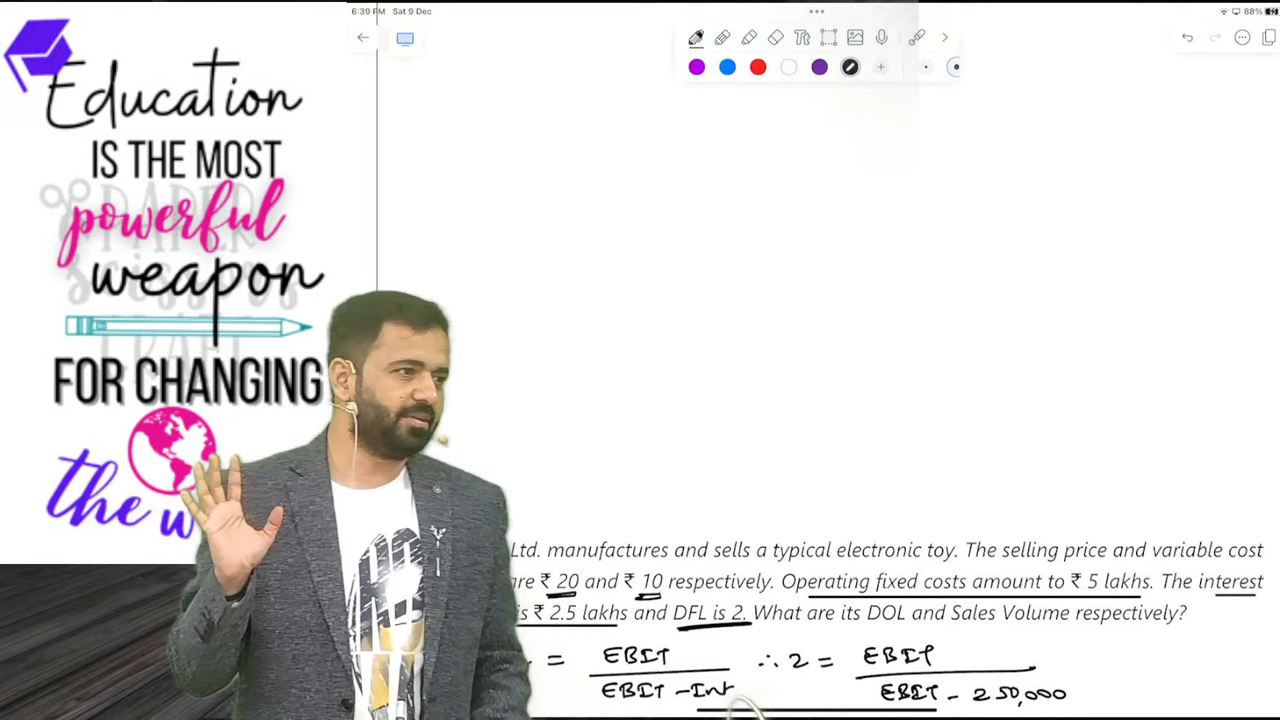 6:39 PM Sat 9 Dec
88%
Education
IS THE MOST
powerful
weapon
FOR CHANGING
the w
Ltd. manufactures and sells a typical electronic toy. The selling price and variable cost
are ₹ 20 and ₹ 10 respectively. Operating fixed costs amount to ₹ 5 lakhs. The interest
is ₹ 2.5 lakhs and DFL is 2. What are its DOL and Sales Volume respectively?
= EBIT ∴ 2 = EBIT
EBIT - Int EBIT - 250,000